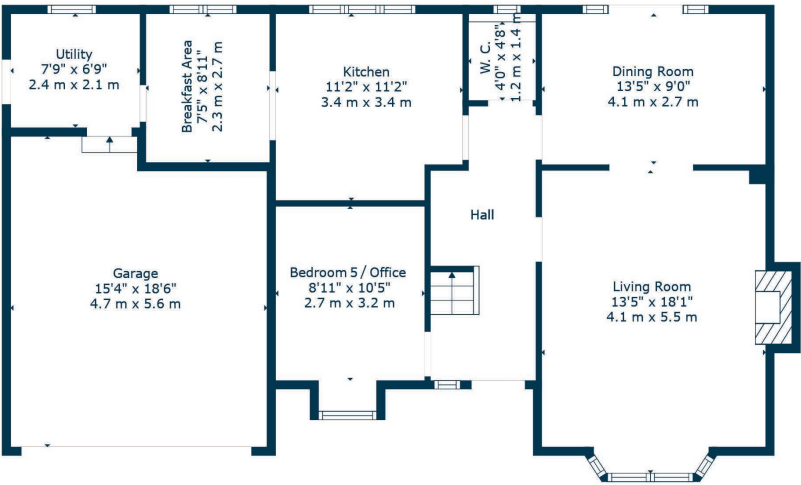 Utility
7'9" x 6'9"
2.4 m x 2.1 m
Breakfast Area
7'5" x 8'11"
2.3 m x 2.7 m
Kitchen
11'2" x 11'2"
3.4 m x 3.4 m
W. C.
4'0" x 4'8"
1.2 m x 1.4 m
Dining Room
13'5" x 9'0"
4.1 m x 2.7 m
Hall
Garage
15'4" x 18'6"
4.7 m x 5.6 m
Bedroom 5 / Office
8'11" x 10'5"
2.7 m x 3.2 m
Living Room
13'5" x 18'1"
4.1 m x 5.5 m